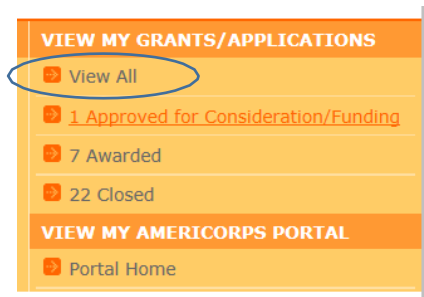 VIEW MY GRANTS/APPLICATIONS
View All
1 Approved for Consideration/Funding
7 Awarded
22 Closed
VIEW MY AMERICORPS PORTAL
Portal Home